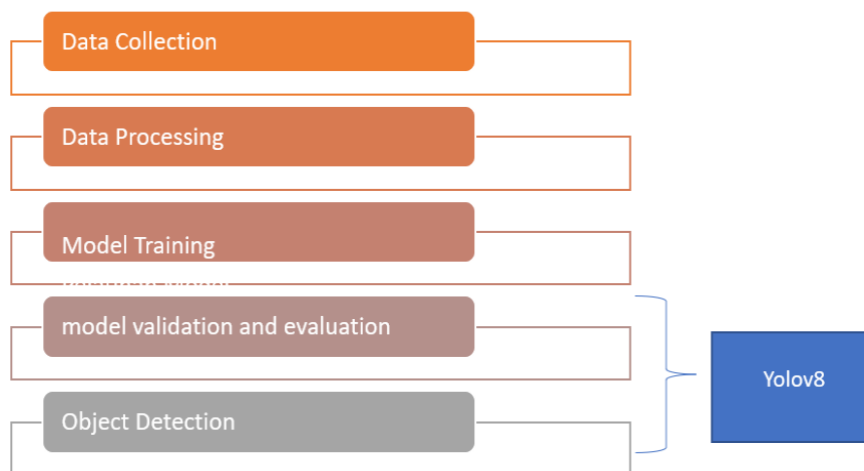 Data Collection
Data Processing
Model Training
model validation and evaluation
Yolov8
Object Detection